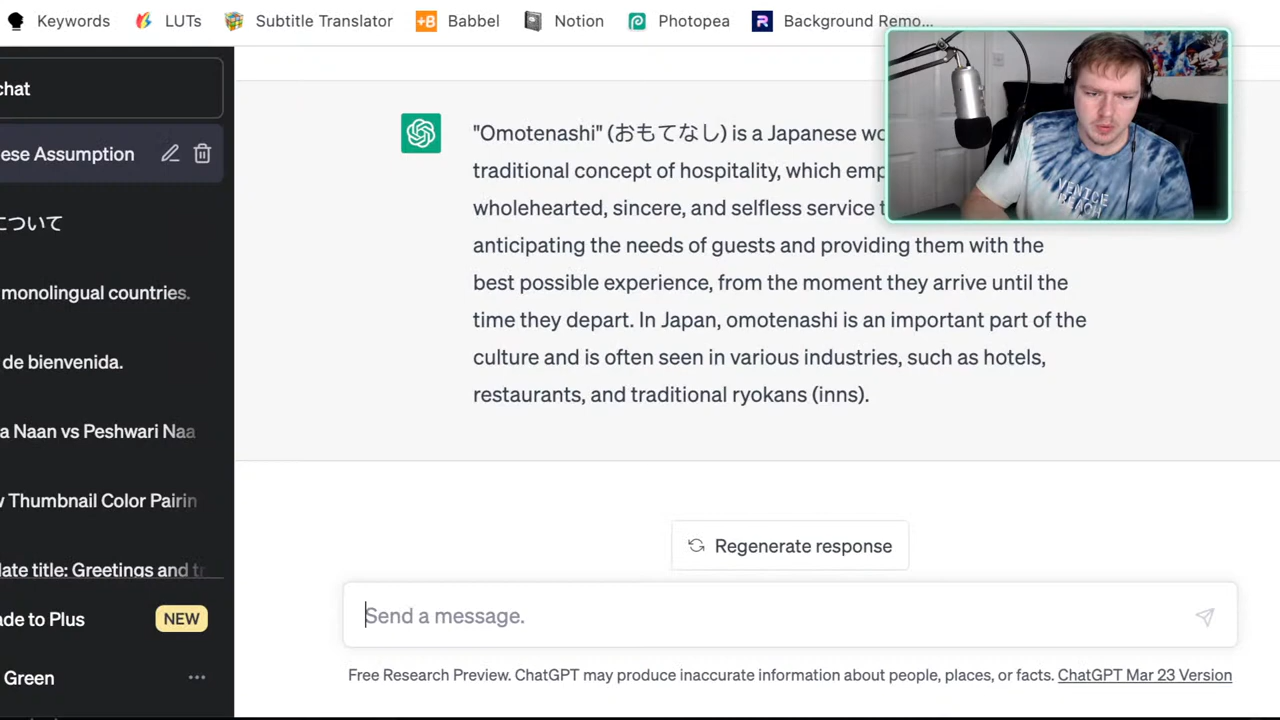 Keywords
LUTs
Subtitle Translator
+B Babbel
Notion
Photopea
R Background Remo...
chat
ese Assumption
について
monolingual countries.
de bienvenida.
a Naan vs Peshwari Naa
Thumbnail Color Pairin
late title: Greetings and tr
ade to Plus NEW
Green
"Omotenashi" (おもてなし) is a Japanese wo
traditional concept of hospitality, which emp
wholehearted, sincere, and selfless service t
anticipating the needs of guests and providing them with the
best possible experience, from the moment they arrive until the
time they depart. In Japan, omotenashi is an important part of the
culture and is often seen in various industries, such as hotels,
restaurants, and traditional ryokans (inns).
VENICE
BEACH
Regenerate response
Send a message.
Free Research Preview. ChatGPT may produce inaccurate information about people, places, or facts. ChatGPT Mar 23 Version